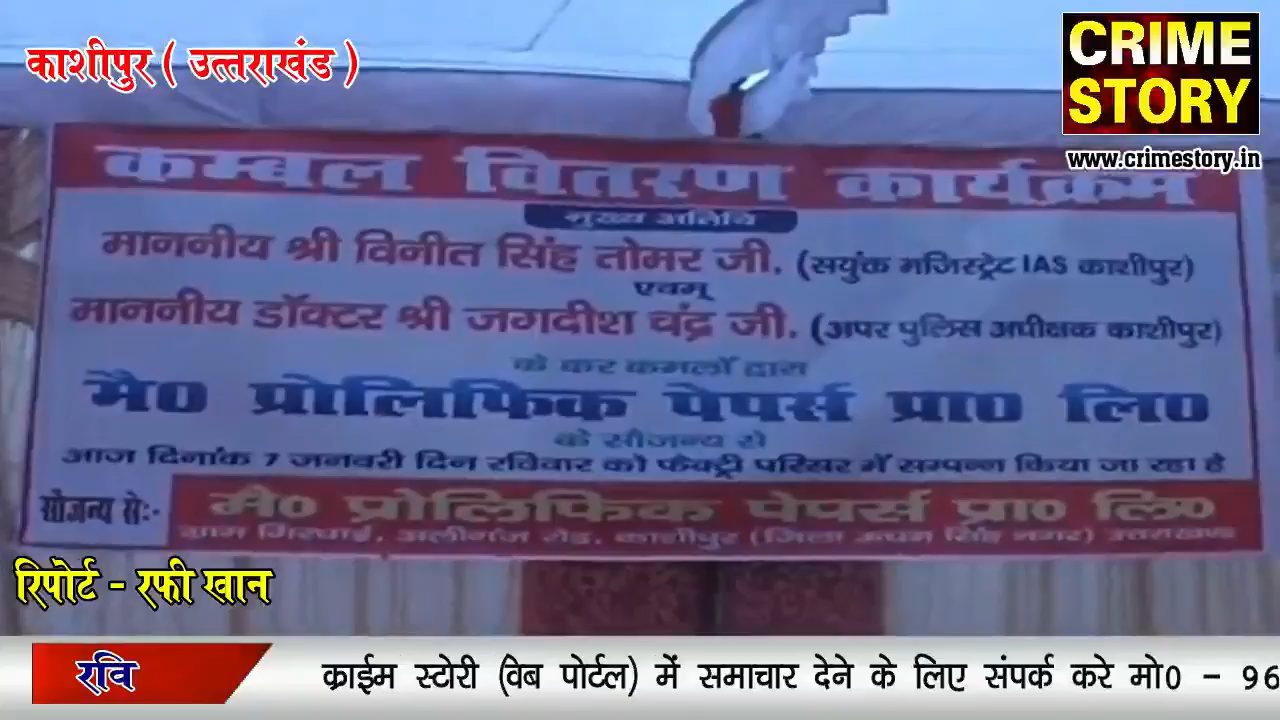 काशीपुर ( उत्तराखंड )
CRIME
STORY
www.crimestory.in
कम्बल वितरण कार्यक्रम
मुख्य अतिथि
माननीय श्री विनीत सिंह तोमर जी. (सयुंक मजिस्ट्रेट IAS काशीपुर)
एवम्
माननीय डॉक्टर श्री जगदीश चंद्र जी. (अपर पुलिस अधीक्षक काशीपुर)
के कर कमलों द्वारा
मै० प्रोलिफिक पेपर्स प्रा० लि०
के सौजन्य से
आज दिनांक 7 जनवरी दिन रविवार को फैक्ट्री परिसर में सम्पन्न किया जा रहा है
सौजन्य से:-
मै० प्रोलिफिक पेपर्स प्रा० लि०
ग्राम अलीगंज रोड, काशीपुर (जिला ऊधम सिंह नगर) उत्तराखण्ड
रिपोर्ट - रफी खान
रवि
क्राईम स्टोरी (वेब पोर्टल) में समाचार देने के लिए संपर्क करे मो0 - 96